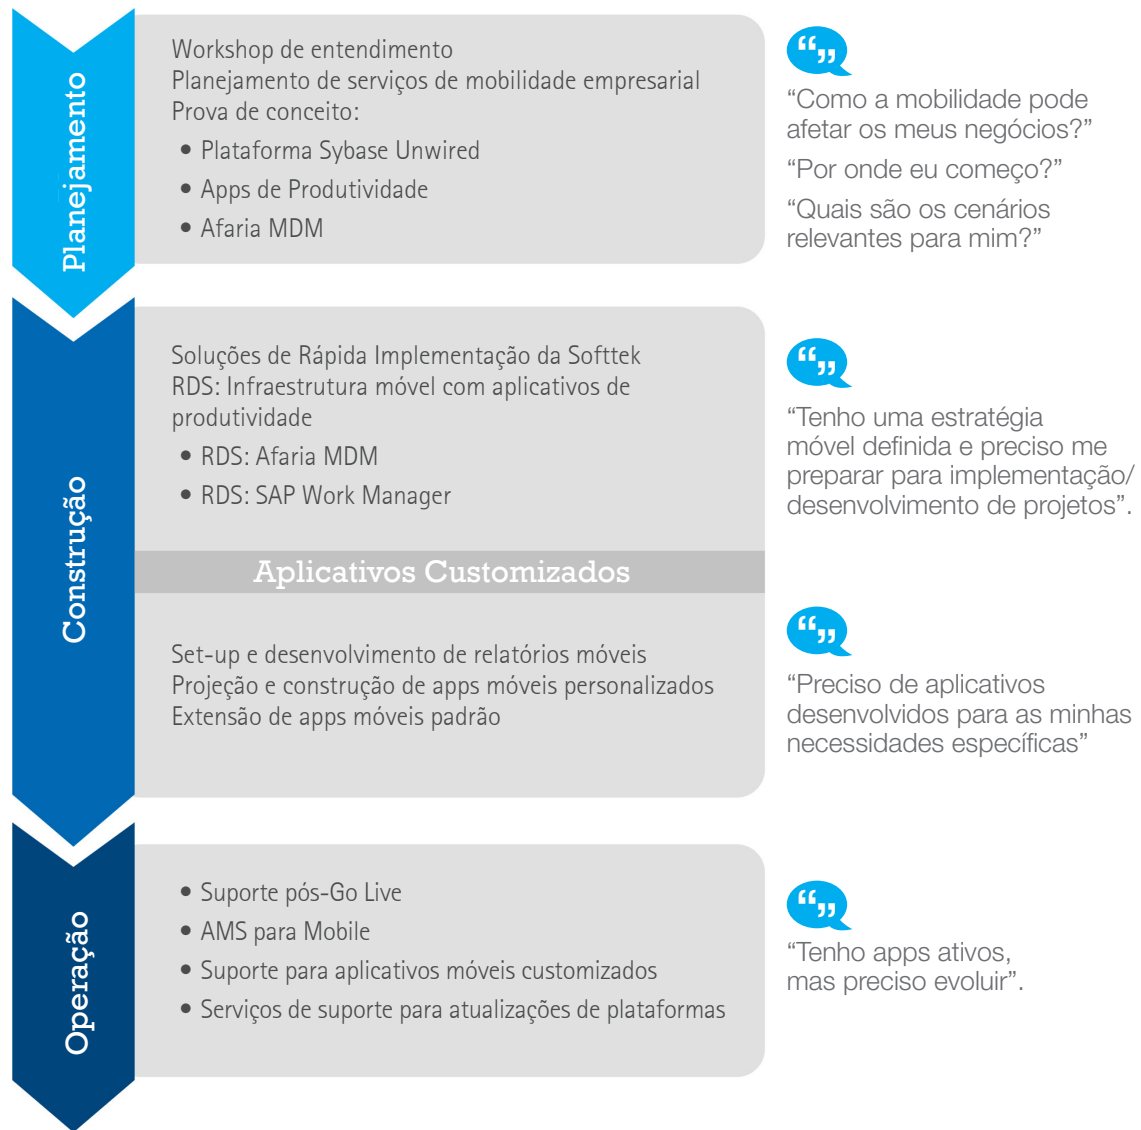 Planejamento
Workshop de entendimento
Planejamento de serviços de mobilidade empresarial
Prova de conceito:
• Plataforma Sybase Unwired
• Apps de Produtividade
• Afaria MDM
“Como a mobilidade pode
afetar os meus negócios?”
“Por onde eu começo?”
“Quais são os cenários
relevantes para mim?”
Construção
Soluções de Rápida Implementação da Softtek
RDS: Infraestrutura móvel com aplicativos de
produtividade
• RDS: Afaria MDM
• RDS: SAP Work Manager
“Tenho uma estratégia
móvel definida e preciso me
preparar para implementação/
desenvolvimento de projetos”.
Aplicativos Customizados
Set-up e desenvolvimento de relatórios móveis
Projeção e construção de apps móveis personalizados
Extensão de apps móveis padrão
“Preciso de aplicativos
desenvolvidos para as minhas
necessidades específicas”
Operação
• Suporte pós-Go Live
• AMS para Mobile
• Suporte para aplicativos móveis customizados
• Serviços de suporte para atualizações de plataformas
“Tenho apps ativos,
mas preciso evoluir”.